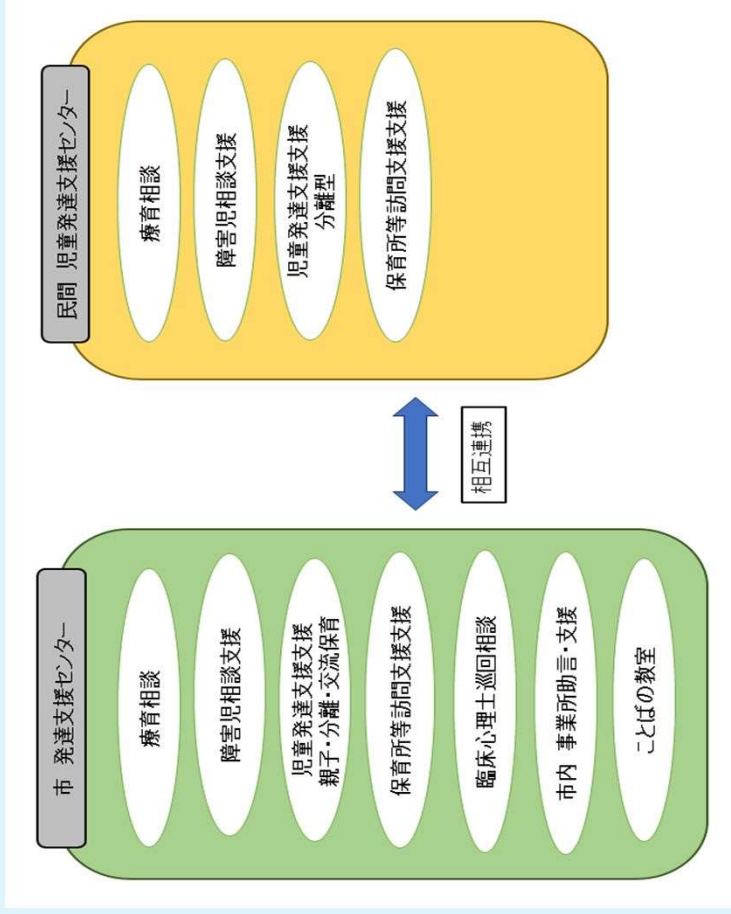 市 発達支援センター
療育相談
障害児相談支援
児童発達支援支援
親子・分離・交流保育
保育所等訪問支援支援
臨床心理士巡回相談
市内 事業所助言・支援
ことばの教室
相互連携
民間 児童発達支援センター
療育相談
障害児相談支援
児童発達支援支援
分離型
保育所等訪問支援支援